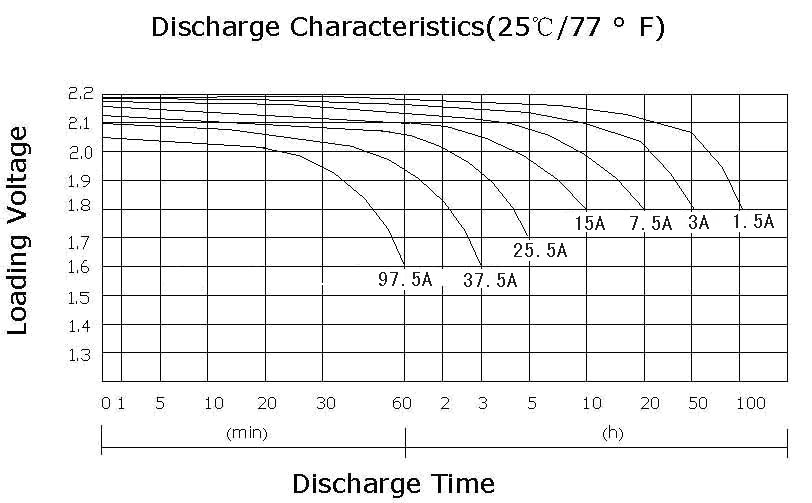 Discharge Characteristics(25℃/77 ° F)
Loading Voltage
2.2
2.1
2.0
1.9
1.8
1.7
1.6
1.5
1.4
1.3
15A 7.5A 3A 1.5A
25.5A
97.5A 37.5A
0 1 5 10 20 30 60 2 3 5 10 20 50 100
(min) (h)
Discharge Time